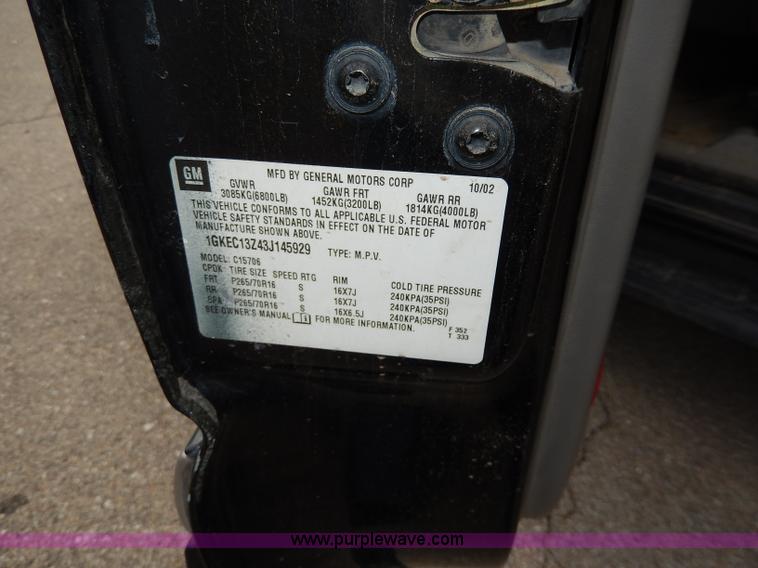 GM MFD BY GENERAL MOTORS CORP 10/02
GVWR GAWR FRT GAWR RR
3085KG(6800LB) 1452KG(3200LB) 1814KG(4000LB)
THIS VEHICLE CONFORMS TO ALL APPLICABLE U.S. FEDERAL MOTOR
VEHICLE SAFETY STANDARDS IN EFFECT ON THE DATE OF
MANUFACTURE SHOWN ABOVE.
1GKEC13Z43J145929 TYPE: M.P.V.
MODEL: C15706
CPDK: TIRE SIZE SPEED RTG RIM COLD TIRE PRESSURE
FRT P265/70R16 S 16X7J 240KPA(35PSI)
RR P265/70R16 S 16X7J 240KPA(35PSI)
SPA P265/70R16 S 16X6.5J 240KPA(35PSI)
SEE OWNER'S MANUAL FOR MORE INFORMATION.
F 352
T 333
www.purplewave.com